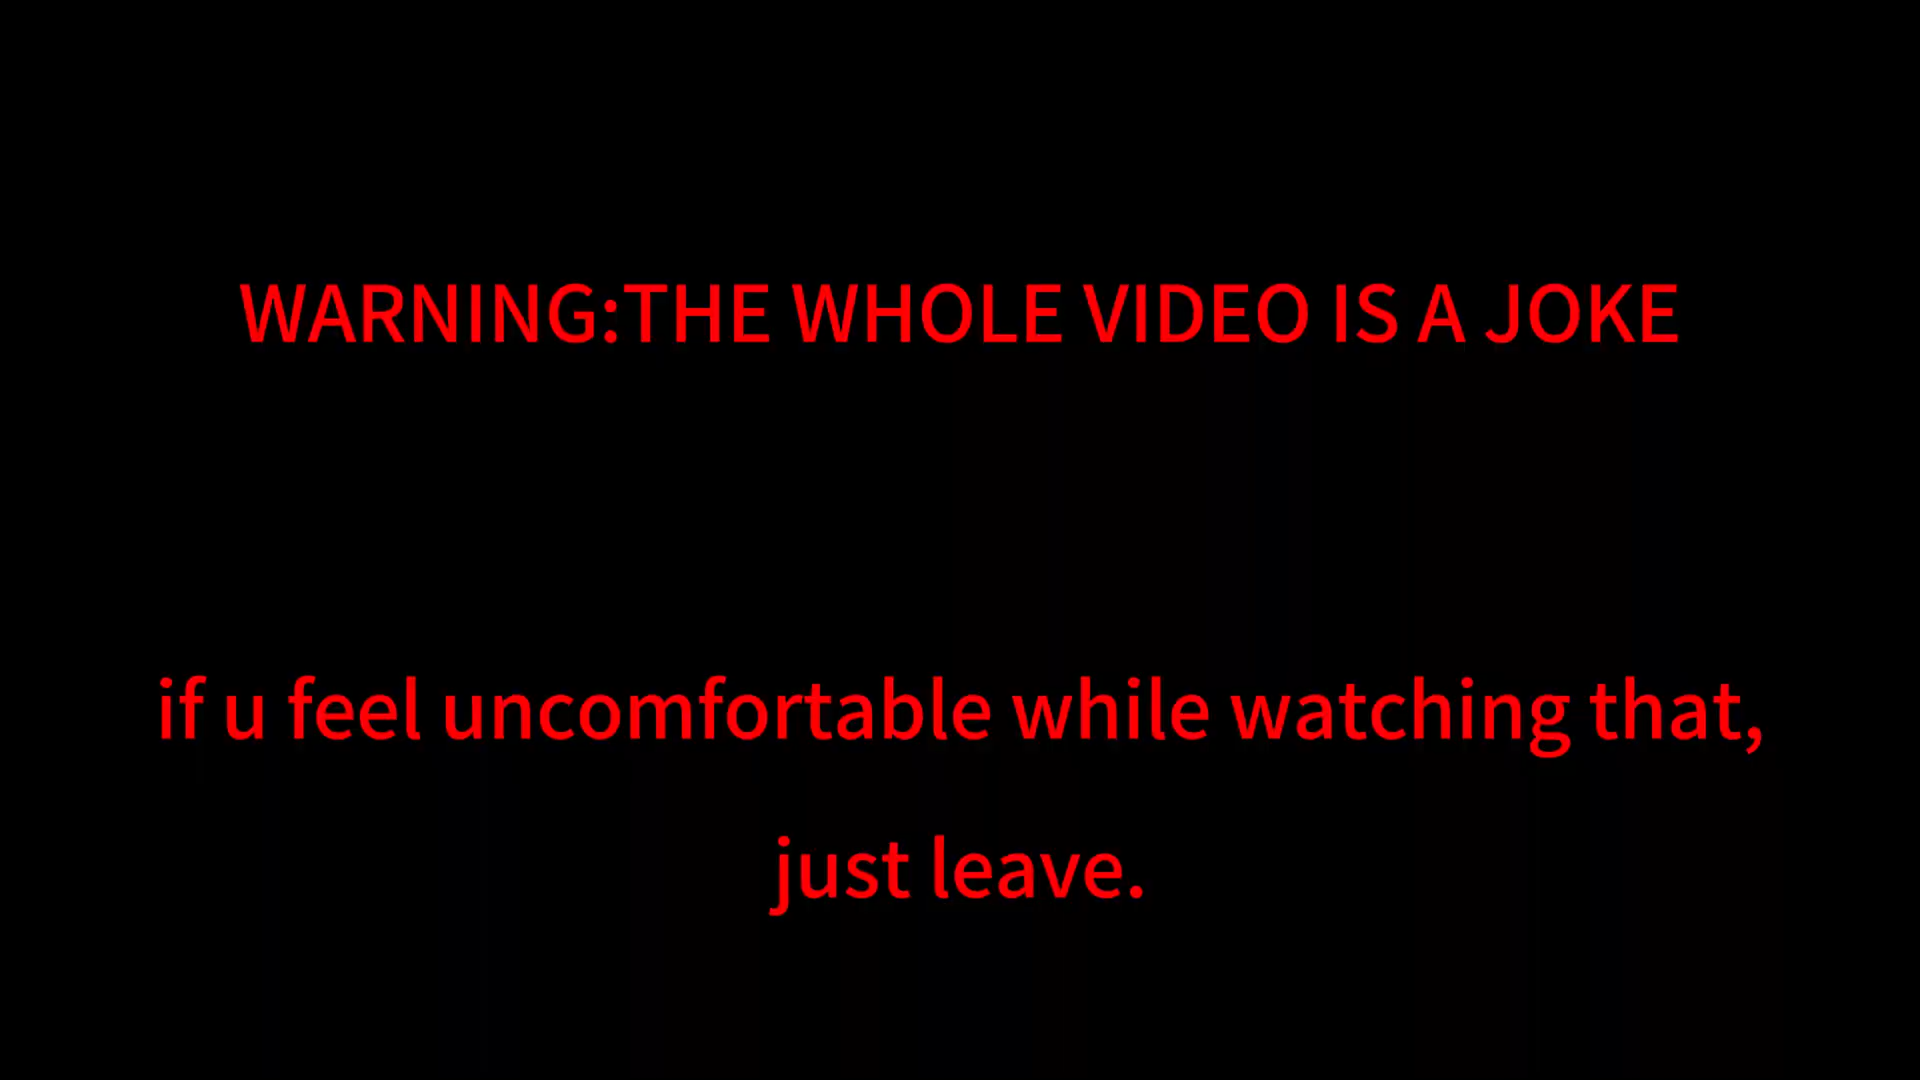 WARNING:THE WHOLE VIDEO IS A JOKE
if u feel uncomfortable while watching that,
just leave.